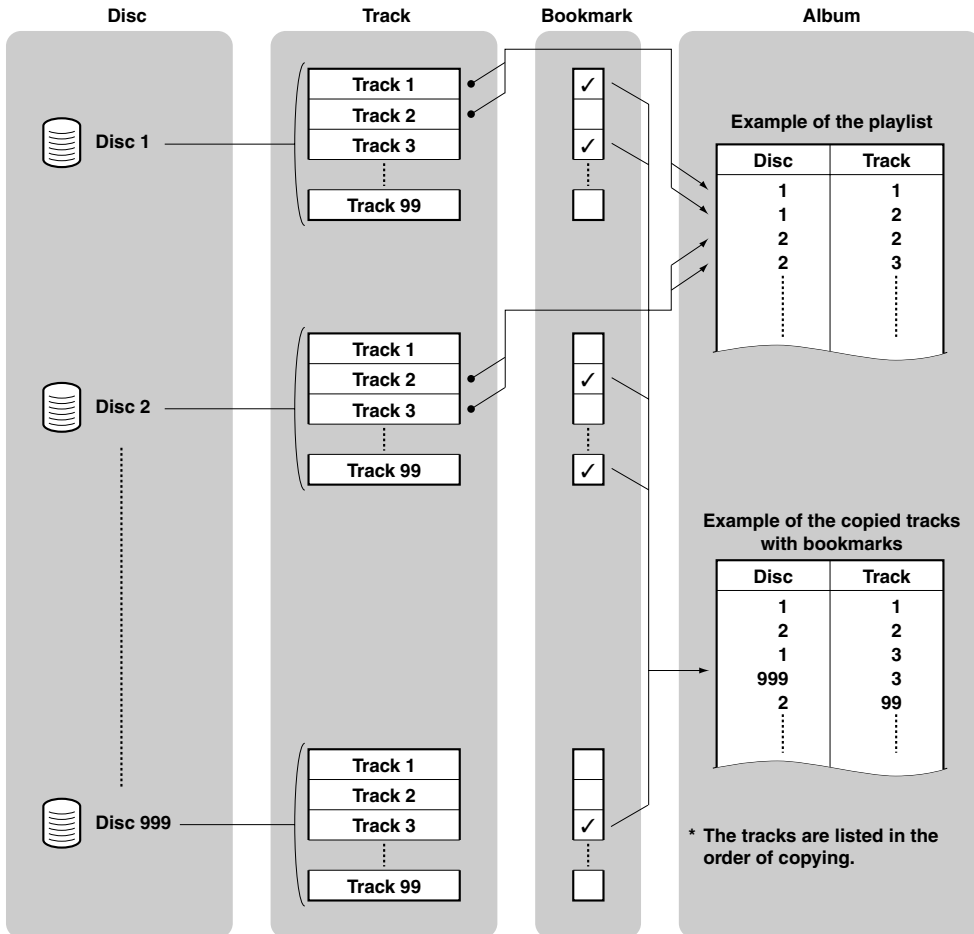 Disc Track Bookmark Album
Disc 1
Track 1
Track 2
Track 3
Track 99
✓
✓
Example of the playlist
Disc Track
1 1
1 2
2 2
2 3
Disc 2
Track 1
Track 2
Track 3
Track 99
✓
✓
Example of the copied tracks
with bookmarks
Disc Track
1 1
2 2
1 3
999 3
2 99
Disc 999
Track 1
Track 2
Track 3
Track 99
✓
* The tracks are listed in the
order of copying.